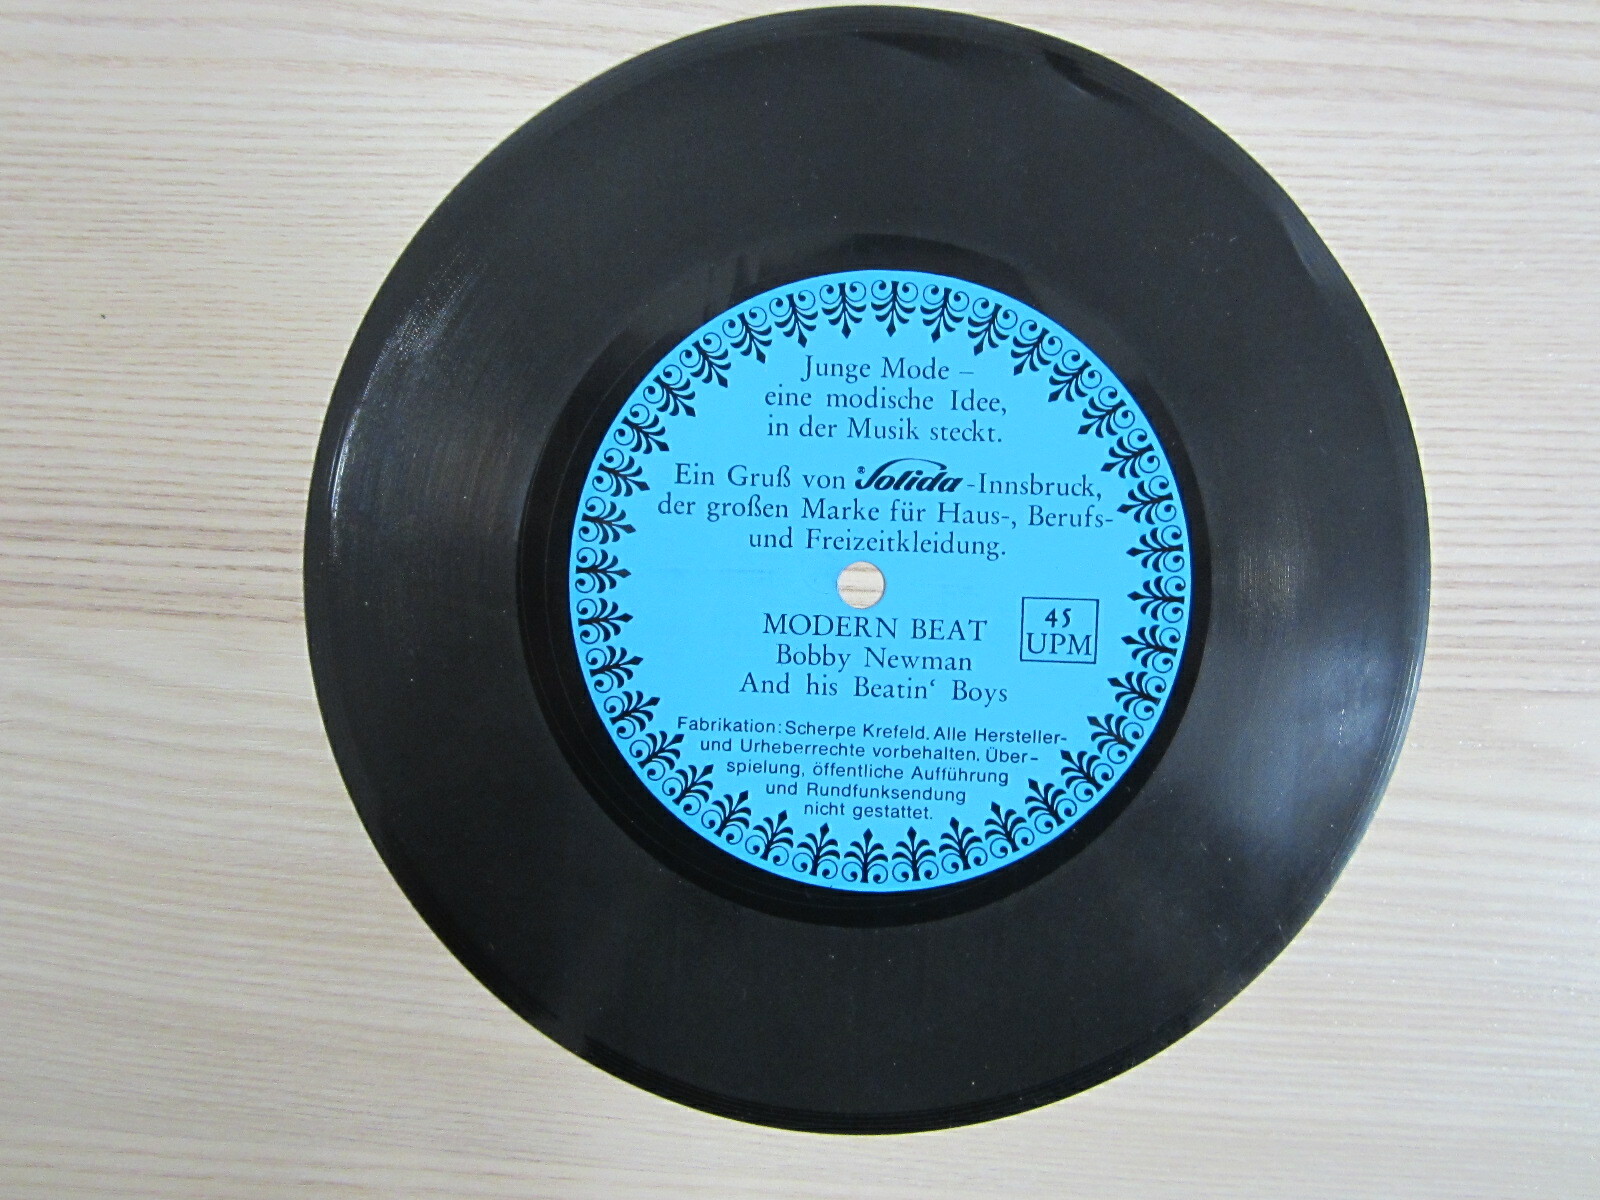 Junge Mode –
eine modische Idee,
in der Musik steckt.
Ein Gruß von ®Solida-Innsbruck,
der großen Marke für Haus-, Berufs-
und Freizeitkleidung.
MODERN BEAT
Bobby Newman
And his Beatin‘ Boys
45
UPM
Fabrikation: Scherpe Krefeld. Alle Hersteller-
und Urheberrechte vorbehalten. Über-
spielung, öffentliche Aufführung
und Rundfunksendung
nicht gestattet.